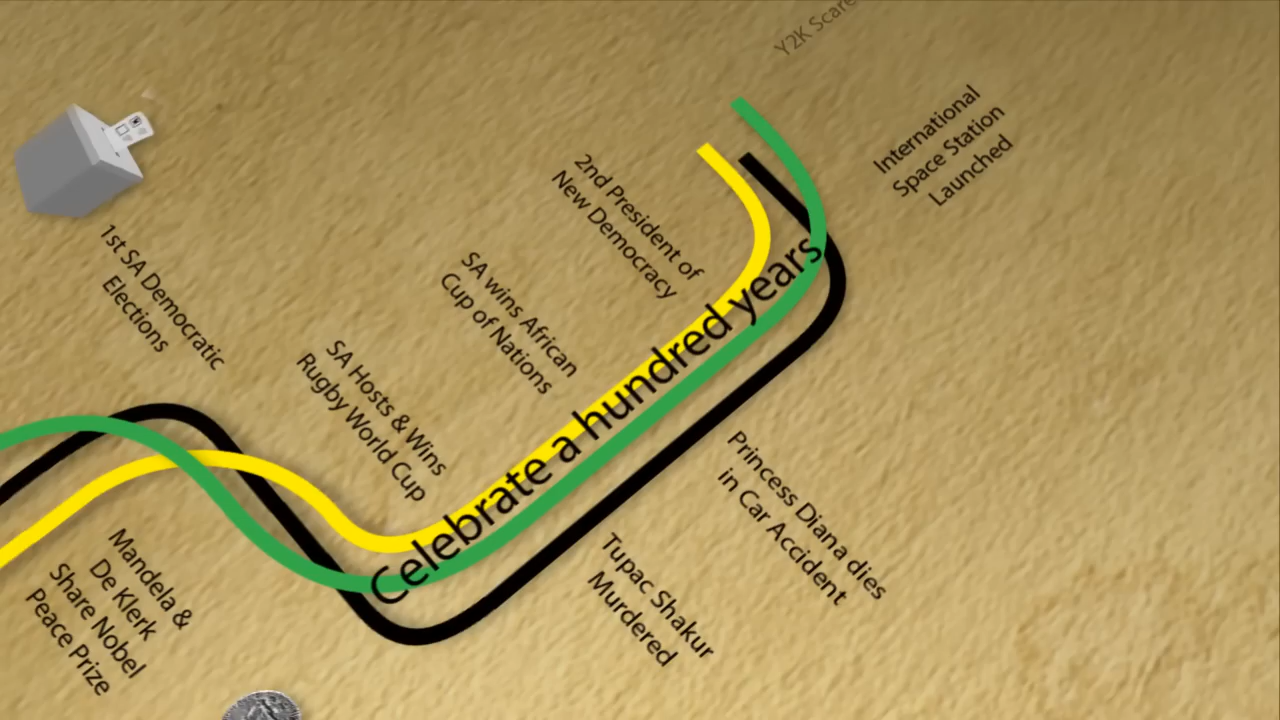 Y2K Scare
International
Space Station
Launched
2nd President of
New Democracy
SA wins African
Cup of Nations
1st SA Democratic
Elections
SA Hosts & Wins
Rugby World Cup
Celebrate a hundred years
Princess Diana dies
in Car Accident
Tupac Shakur
Murdered
Mandela &
De Klerk
Share Nobel
Peace Prize